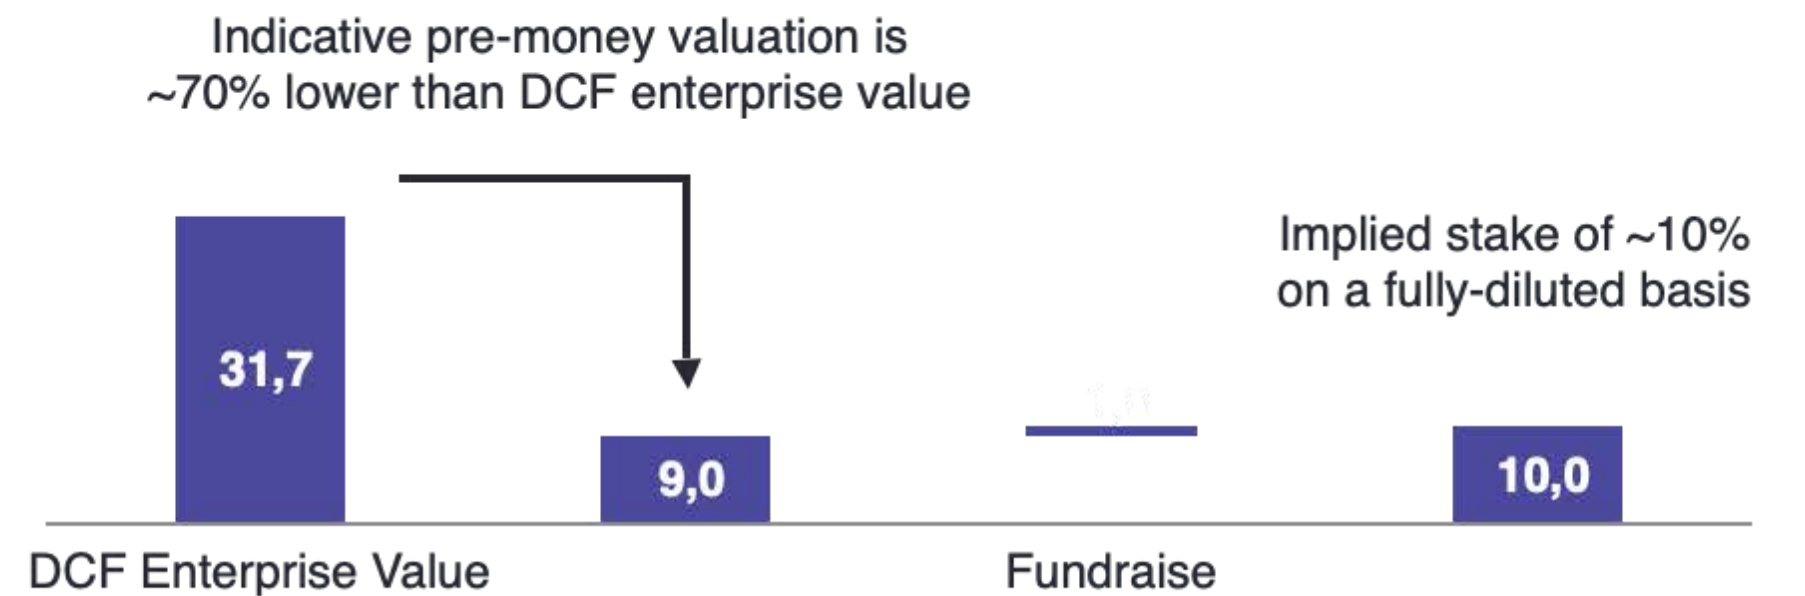 Indicative pre-money valuation is
~70% lower than DCF enterprise value
Implied stake of ~10%
on a fully-diluted basis
31,7
9,0
10,0
DCF Enterprise Value
Fundraise